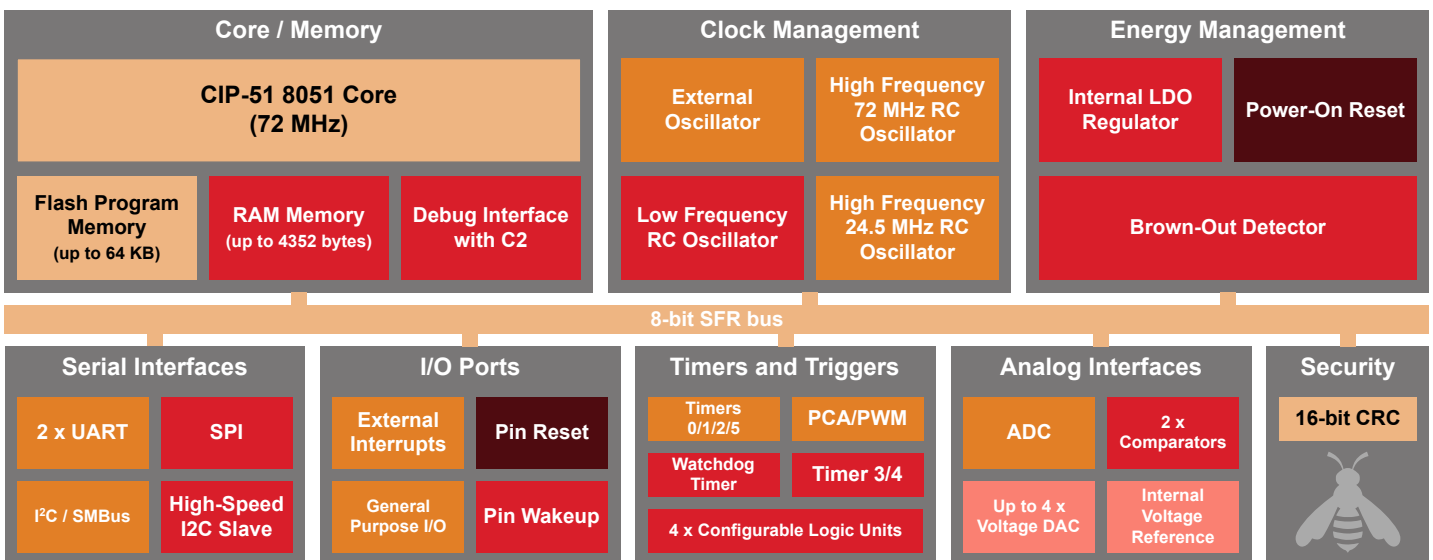 Core / Memory
CIP-51 8051 Core
(72 MHz)
Flash Program
Memory
(up to 64 KB)
RAM Memory
(up to 4352 bytes)
Debug Interface
with C2
Clock Management
External
Oscillator
High Frequency
72 MHz RC
Oscillator
Low Frequency
RC Oscillator
High Frequency
24.5 MHz RC
Oscillator
Energy Management
Internal LDO
Regulator
Power-On Reset
Brown-Out Detector
8-bit SFR bus
Serial Interfaces
2 x UART
SPI
I²C / SMBus
High-Speed
I2C Slave
I/O Ports
External
Interrupts
Pin Reset
General
Purpose I/O
Pin Wakeup
Timers and Triggers
Timers
0/1/2/5
PCA/PWM
Watchdog
Timer
Timer 3/4
4 x Configurable Logic Units
Analog Interfaces
ADC
2 x
Comparators
Up to 4 x
Voltage DAC
Internal
Voltage
Reference
Security
16-bit CRC